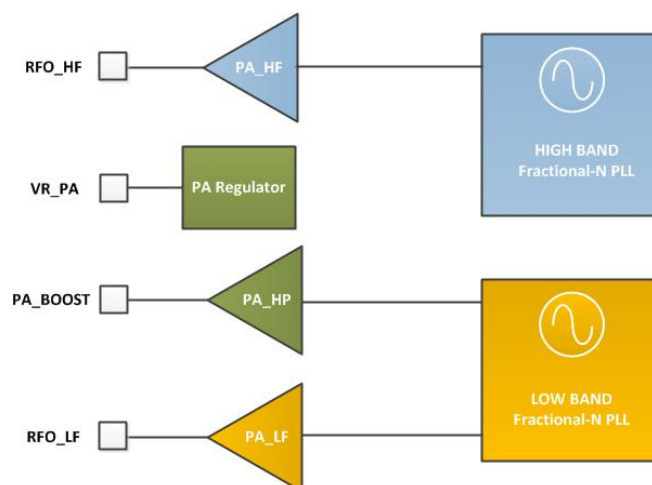 RFO_HF
PA_HF
HIGH BAND
Fractional-N PLL
VR_PA
PA Regulator
PA_BOOST
PA_HP
LOW BAND
Fractional-N PLL
RFO_LF
PA_LF